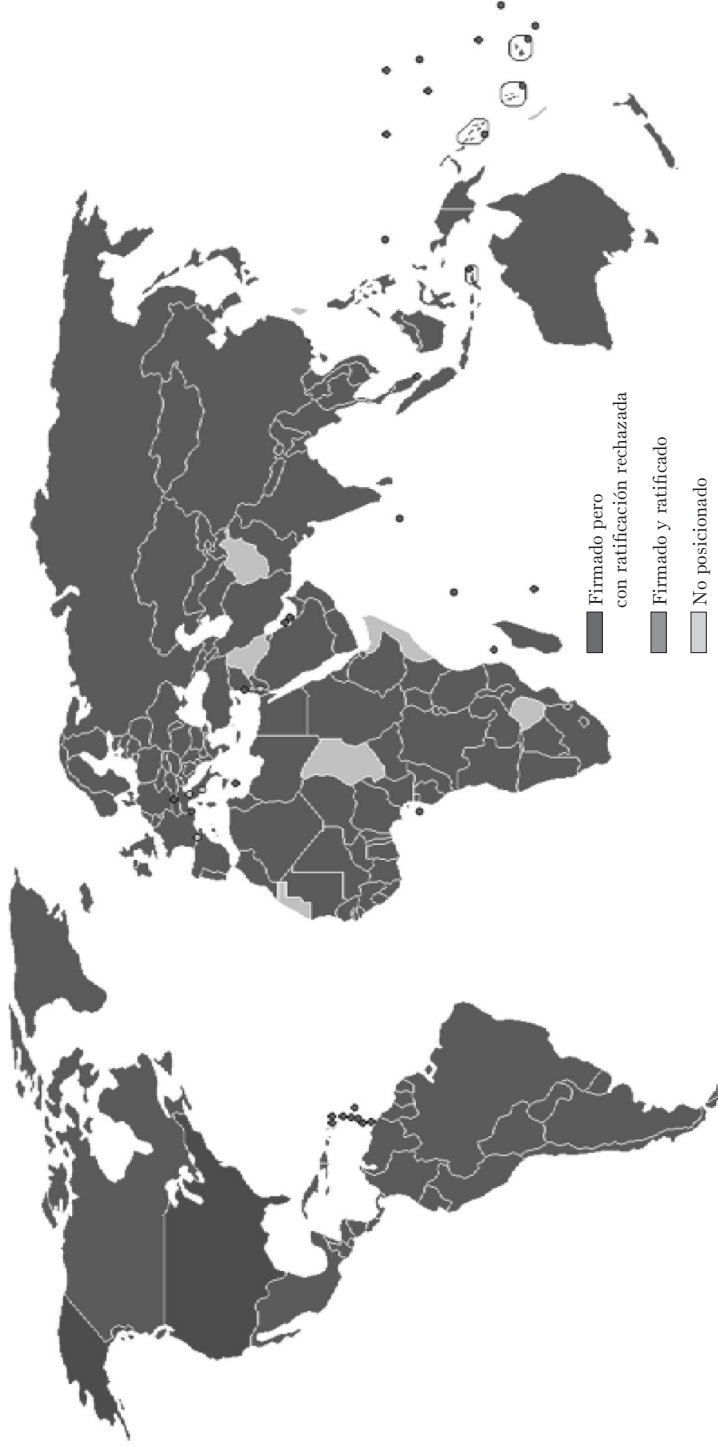 Firmado pero
con ratificación rechazada
Firmado y ratificado
No posicionado